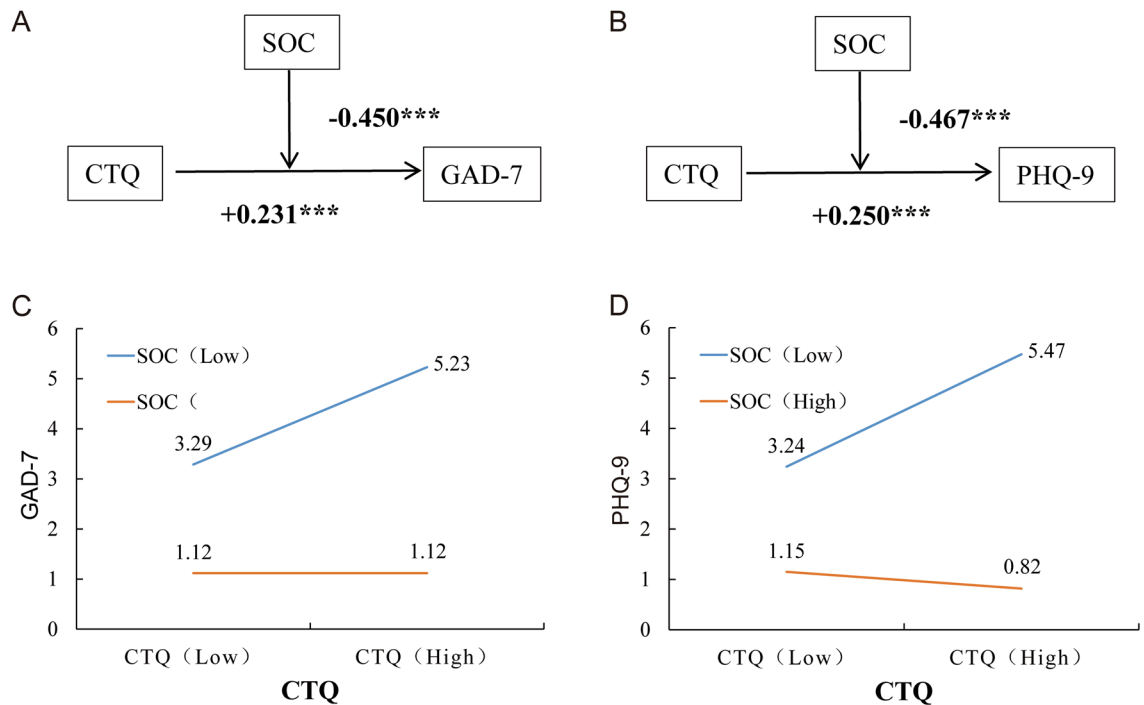 A
SOC
-0.450***
CTQ
GAD-7
+0.231***
B
SOC
-0.467***
CTQ
PHQ-9
+0.250***
C
GAD-7
6
5
4
3
2
1
0
SOC（Low）
SOC（
3.29
5.23
1.12
1.12
CTQ（Low）
CTQ（High）
CTQ
D
PHQ-9
6
5
4
3
2
1
0
SOC（Low）
SOC（High）
3.24
5.47
1.15
0.82
CTQ（Low）
CTQ（High）
CTQ